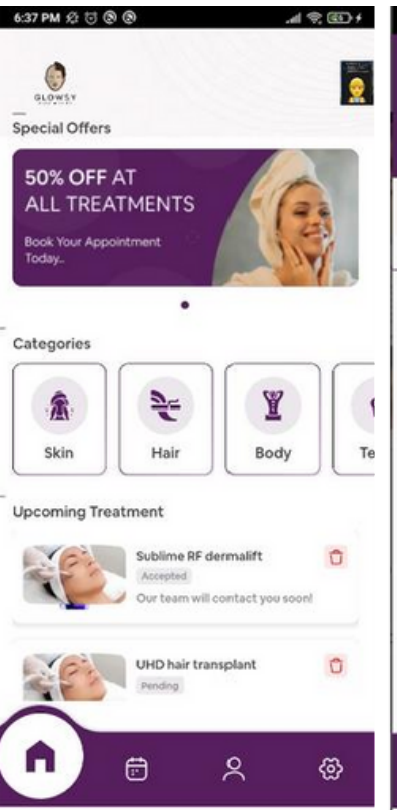 6:37 PM
GLOWSY
Special Offers
50% OFF AT
ALL TREATMENTS
Book Your Appointment
Today..
Categories
Skin
Hair
Body
Te
Upcoming Treatment
Sublime RF dermalift
Accepted
Our team will contact you soon!
UHD hair transplant
Pending